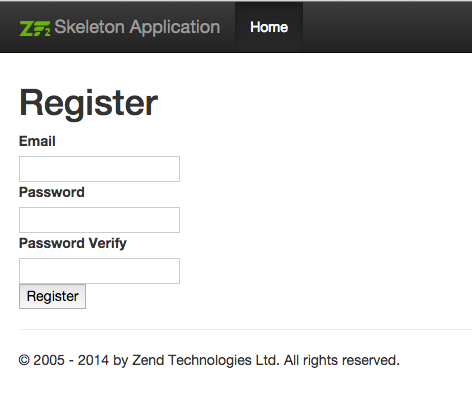 ZF2 Skeleton Application Home
Register
Email
Password
Password Verify
Register
© 2005 - 2014 by Zend Technologies Ltd. All rights reserved.